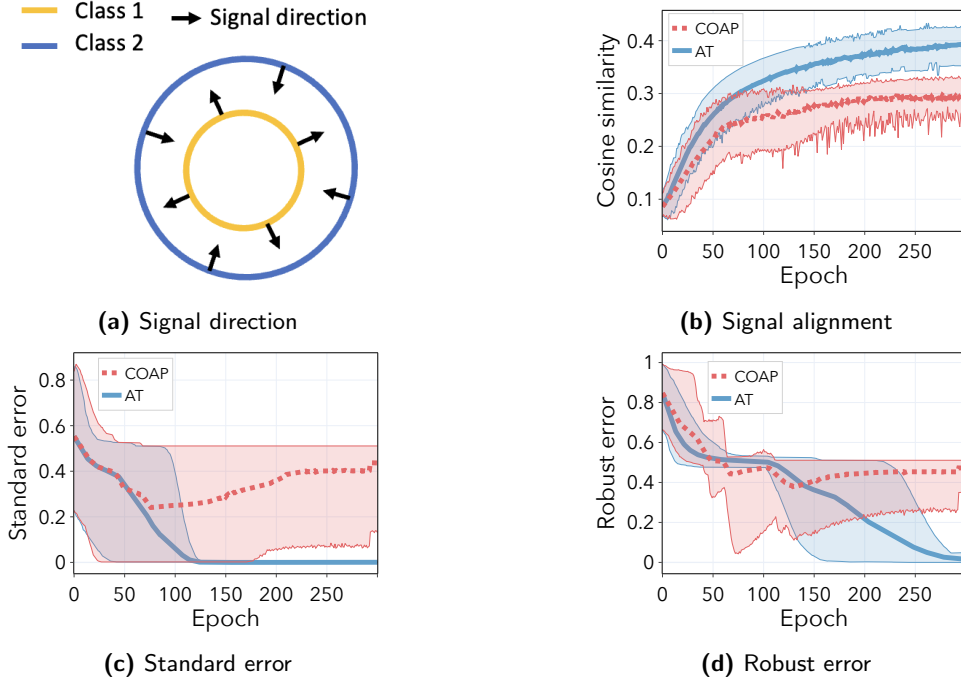 Class 1
Signal direction
Class 2
(a) Signal direction
COAP
AT
Cosine similarity
0.4
0.3
0.2
0.1
0 50 100 150 200 250
Epoch
(b) Signal alignment
COAP
AT
Standard error
0.8
0.6
0.4
0.2
0
0 50 100 150 200 250
Epoch
(c) Standard error
COAP
AT
Robust error
1
0.8
0.6
0.4
0.2
0
0 50 100 150 200 250
Epoch
(d) Robust error